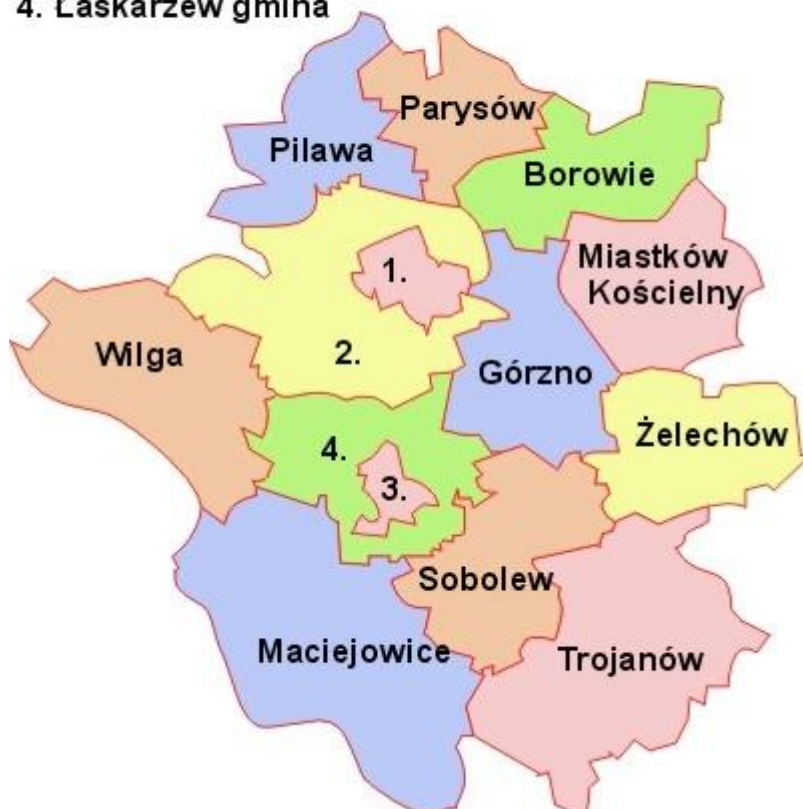 4. Łaskarzew gmina
Parysów
Pilawa
Borowie
Miastków
Kościelny
1.
Wilga
2.
Górzno
Żelechów
4.
3.
Sobolew
Maciejowice
Trojanów